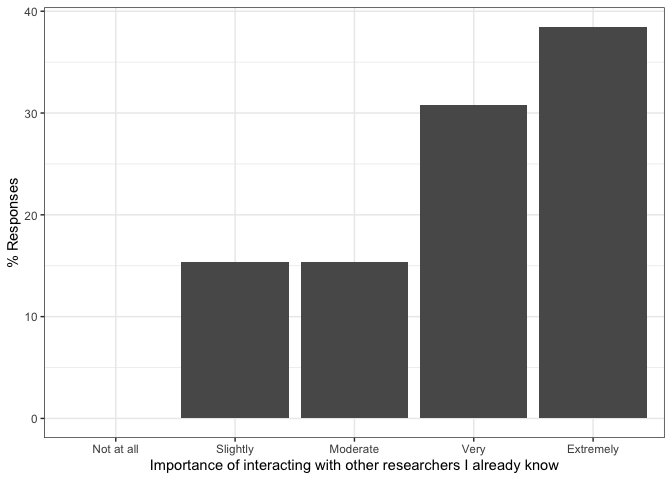 40
30
20
10
0
% Responses
Not at all Slightly Moderate Very Extremely
Importance of interacting with other researchers I already know